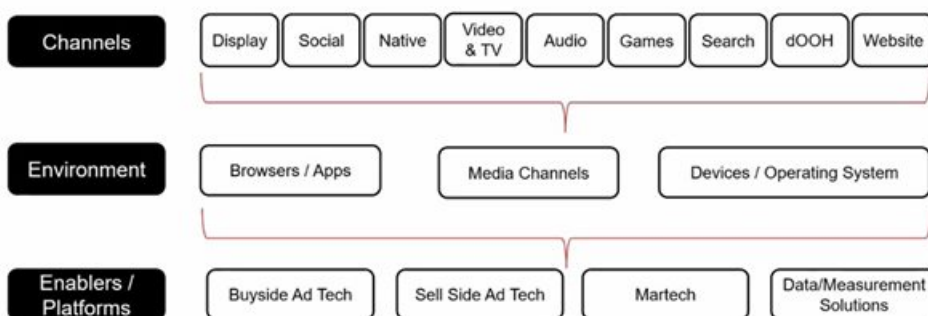 Channels
Display
Social
Native
Video
& TV
Audio
Games
Search
dOOH
Website
Environment
Browsers / Apps
Media Channels
Devices / Operating System
Enablers /
Platforms
Buyside Ad Tech
Sell Side Ad Tech
Martech
Data/Measurement
Solutions